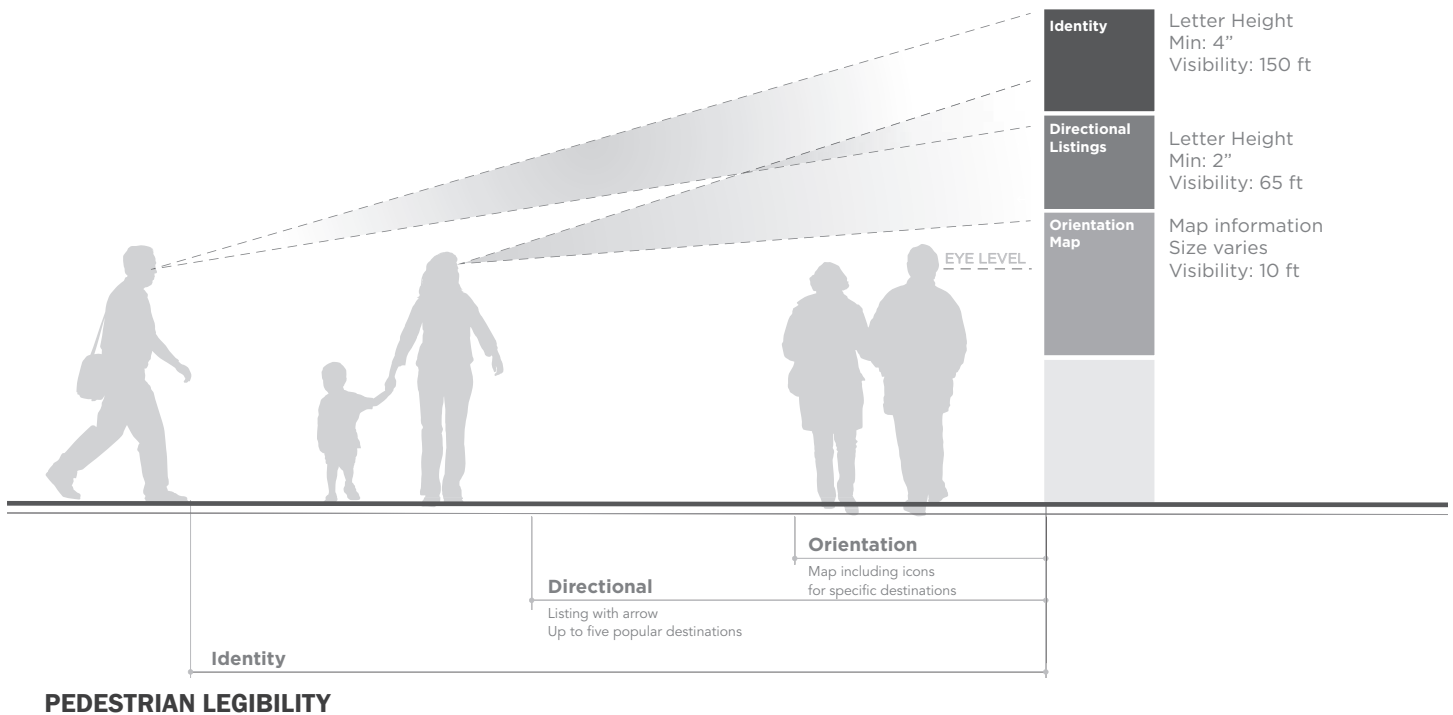 Identity
Letter Height
Min: 4”
Visibility: 150 ft
Directional
Listings
Letter Height
Min: 2”
Visibility: 65 ft
Orientation
Map
Map information
Size varies
Visibility: 10 ft
EYE LEVEL
Orientation
Map including icons
for specific destinations
Directional
Listing with arrow
Up to five popular destinations
Identity
PEDESTRIAN LEGIBILITY